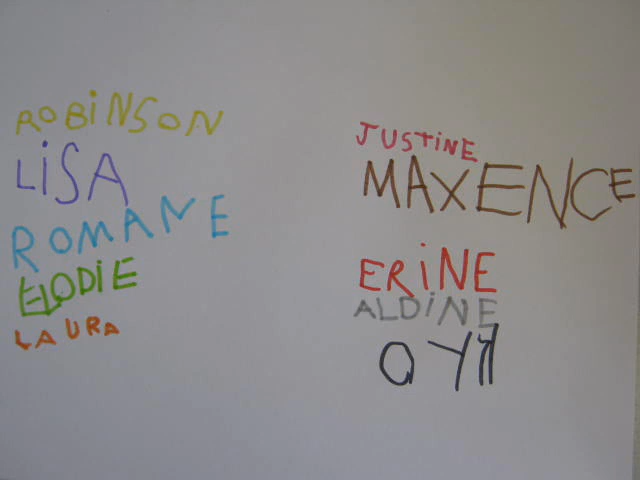 ROBiNSON
LiSA
ROMANE
ELODIE
LAURA
JUSTiNE
MAXENCE
ERiNE
ALDiNE